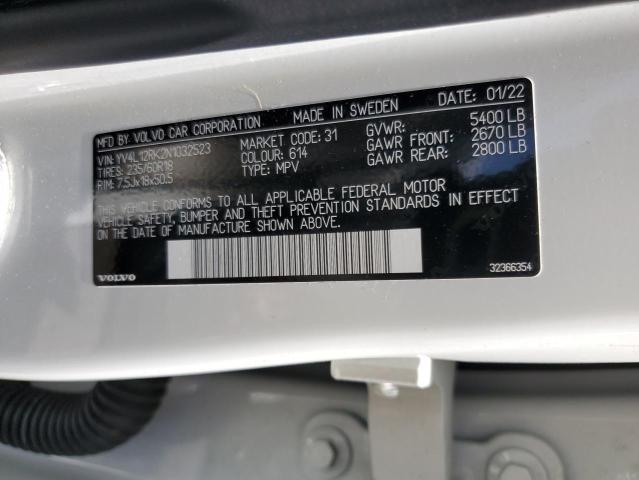 MFD BY VOLVO CAR CORPORATION MADE IN SWEDEN DATE: 01/22
VIN: YV4L12RK2N1032523 MARKET CODE: 31 GVWR: 5400 LB
TIRES: 235/60R18 COLOUR: 614 GAWR FRONT: 2670 LB
RIM: 7.5Jx18x50.5 TYPE: MPV GAWR REAR: 2800 LB
THIS VEHICLE CONFORMS TO ALL APPLICABLE FEDERAL MOTOR
VEHICLE SAFETY, BUMPER AND THEFT PREVENTION STANDARDS IN EFFECT
ON THE DATE OF MANUFACTURE SHOWN ABOVE.
VOLVO 32366354